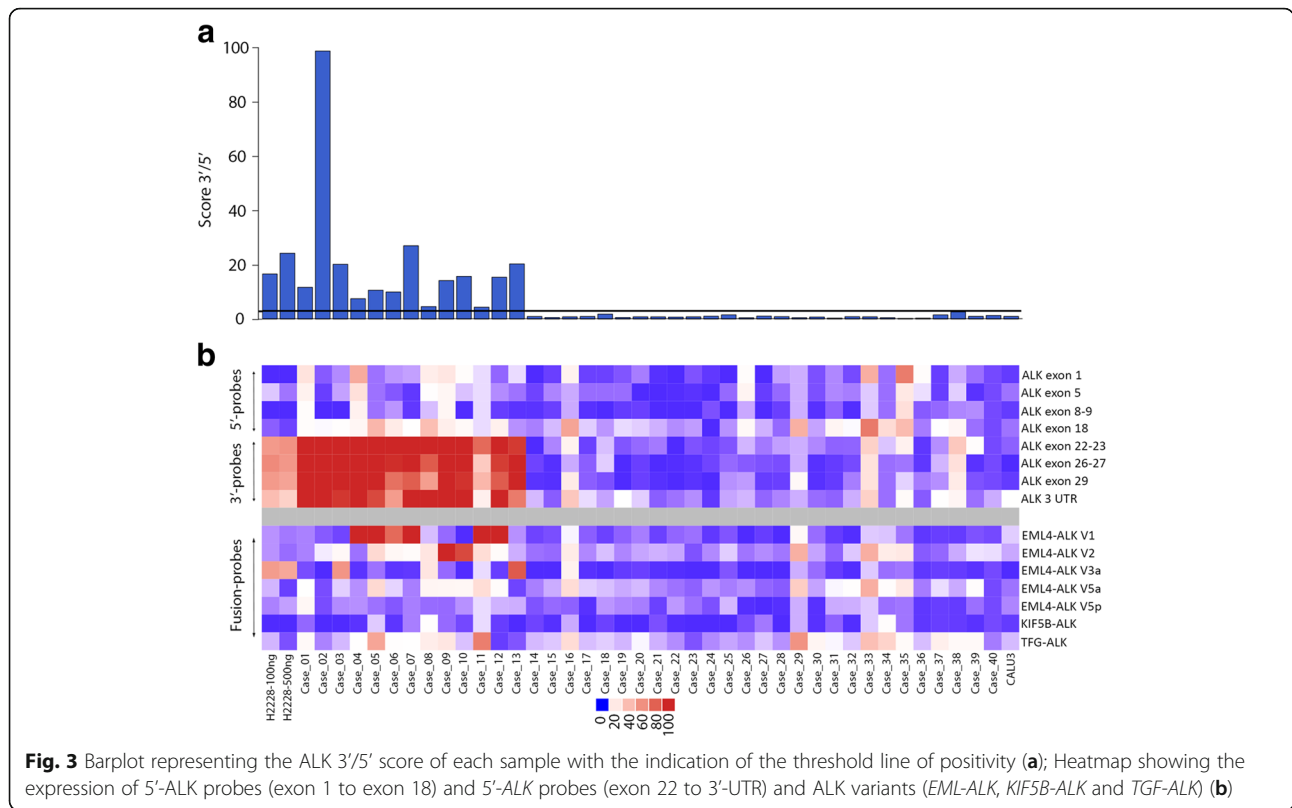 a
100
80
60
40
20
0
Score 3’/5’
b
5’-probes
3’-probes
Fusion-probes
ALK exon 1
ALK exon 5
ALK exon 8-9
ALK exon 18
ALK exon 22-23
ALK exon 26-27
ALK exon 29
ALK 3 UTR
EML4-ALK V1
EML4-ALK V2
EML4-ALK V3a
EML4-ALK V5a
EML4-ALK V5p
KIF5B-ALK
TFG-ALK
H2228-100ng
H2228-500ng
Case_01
Case_02
Case_03
Case_04
Case_05
Case_06
Case_07
Case_08
Case_09
Case_10
Case_11
Case_12
Case_13
Case_14
Case_15
Case_16
Case_17
Case_18
Case_19
Case_20
Case_21
Case_22
Case_23
Case_24
Case_25
Case_26
Case_27
Case_28
Case_29
Case_30
Case_31
Case_32
Case_33
Case_34
Case_35
Case_36
Case_37
Case_38
Case_39
Case_40
CALU3
0
20
40
60
80
100
Fig. 3 Barplot representing the ALK 3′/5′ score of each sample with the indication of the threshold line of positivity (a); Heatmap showing the
expression of 5′-ALK probes (exon 1 to exon 18) and 5′-ALK probes (exon 22 to 3′-UTR) and ALK variants (EML-ALK, KIF5B-ALK and TGF-ALK) (b)